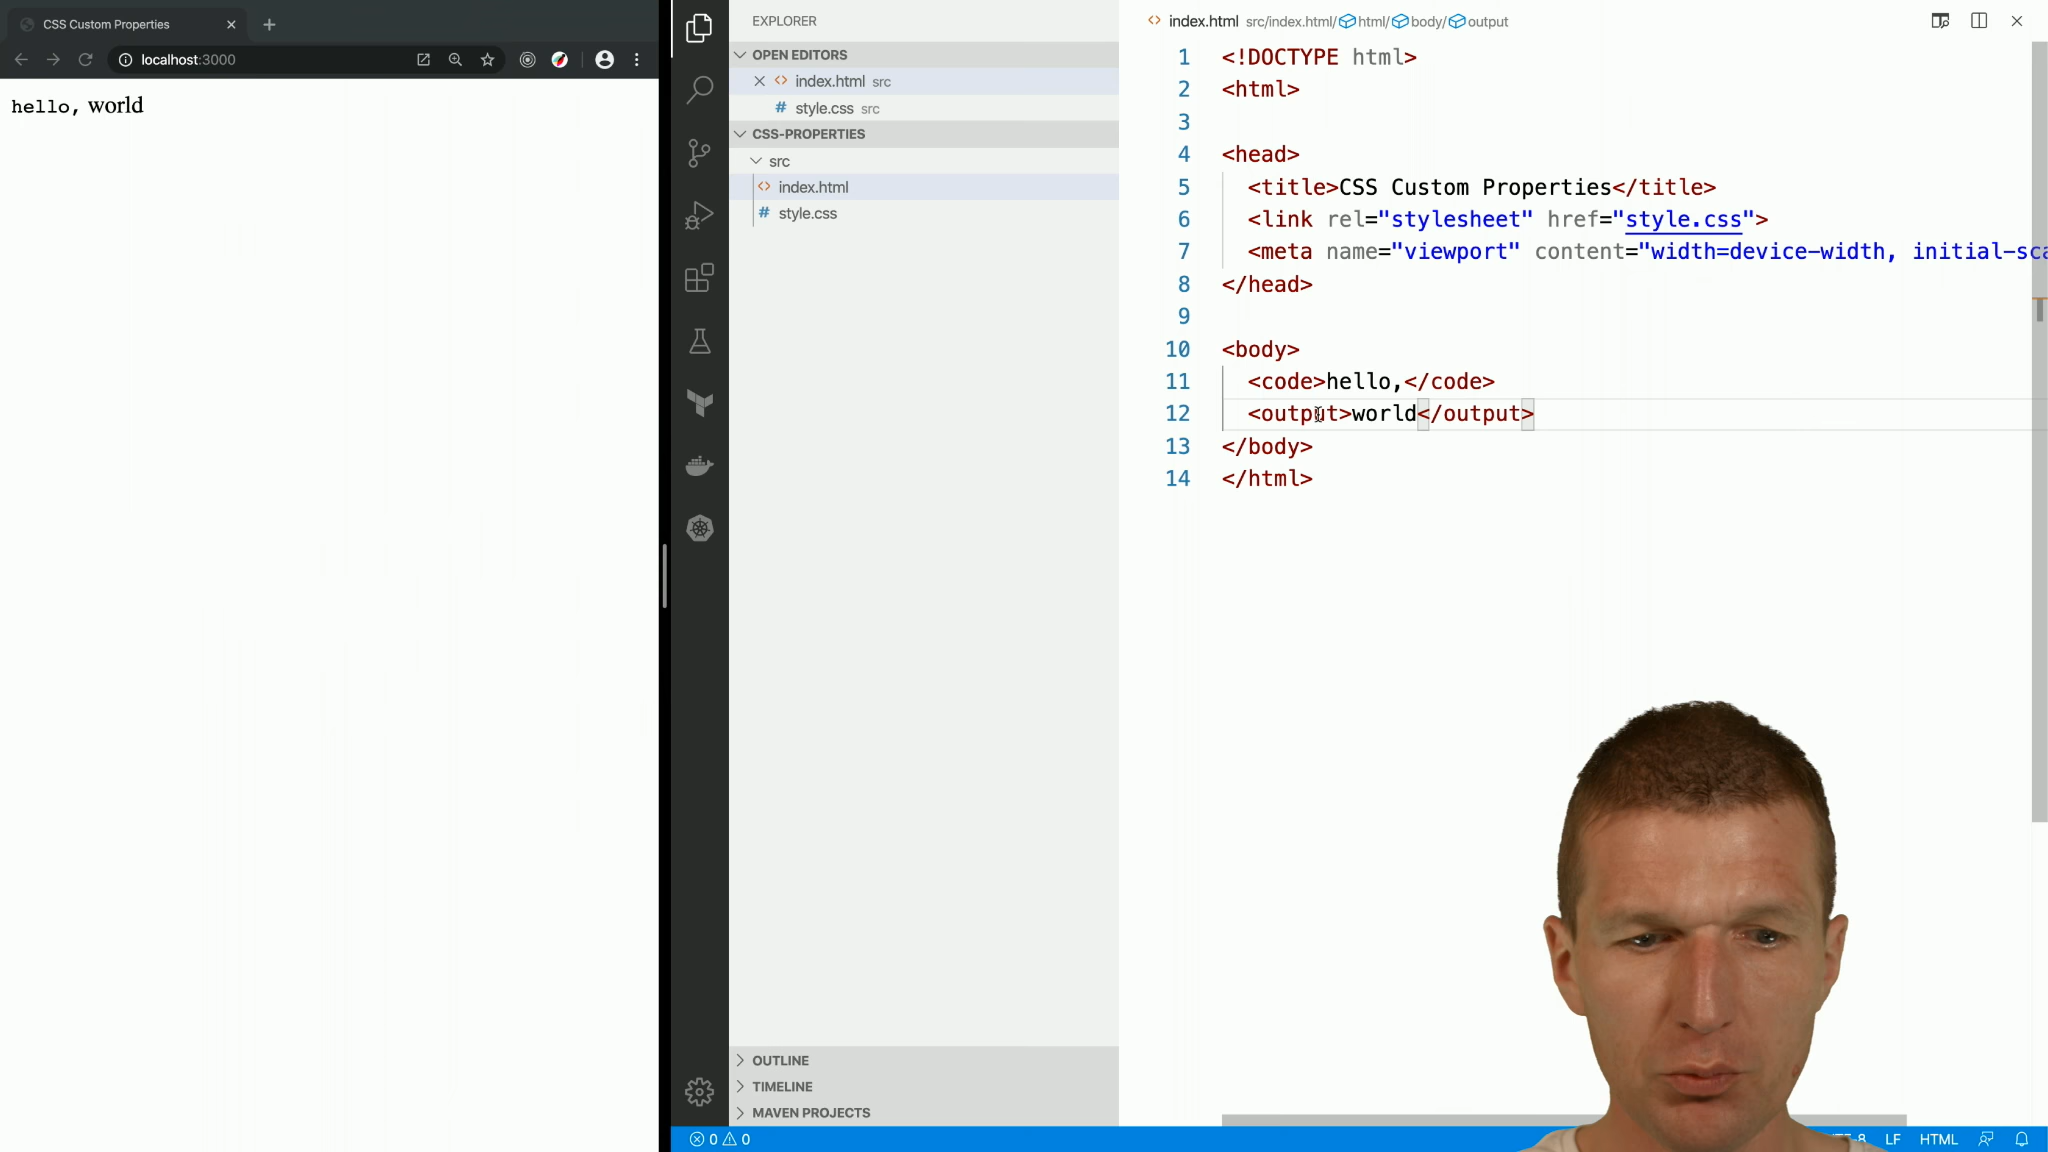 CSS Custom Properties
localhost:3000
hello, world
EXPLORER
OPEN EDITORS
index.html src
style.css src
CSS-PROPERTIES
src
index.html
style.css
OUTLINE
TIMELINE
MAVEN PROJECTS
0 0
index.html src/index.html/html/body/output
1 <!DOCTYPE html>
2 <html>
3
4 <head>
5 <title>CSS Custom Properties</title>
6 <link rel="stylesheet" href="style.css">
7 <meta name="viewport" content="width=device-width, initial-sca
8 </head>
9
10 <body>
11 <code>hello,</code>
12 <output>world</output>
13 </body>
14 </html>
LF HTML